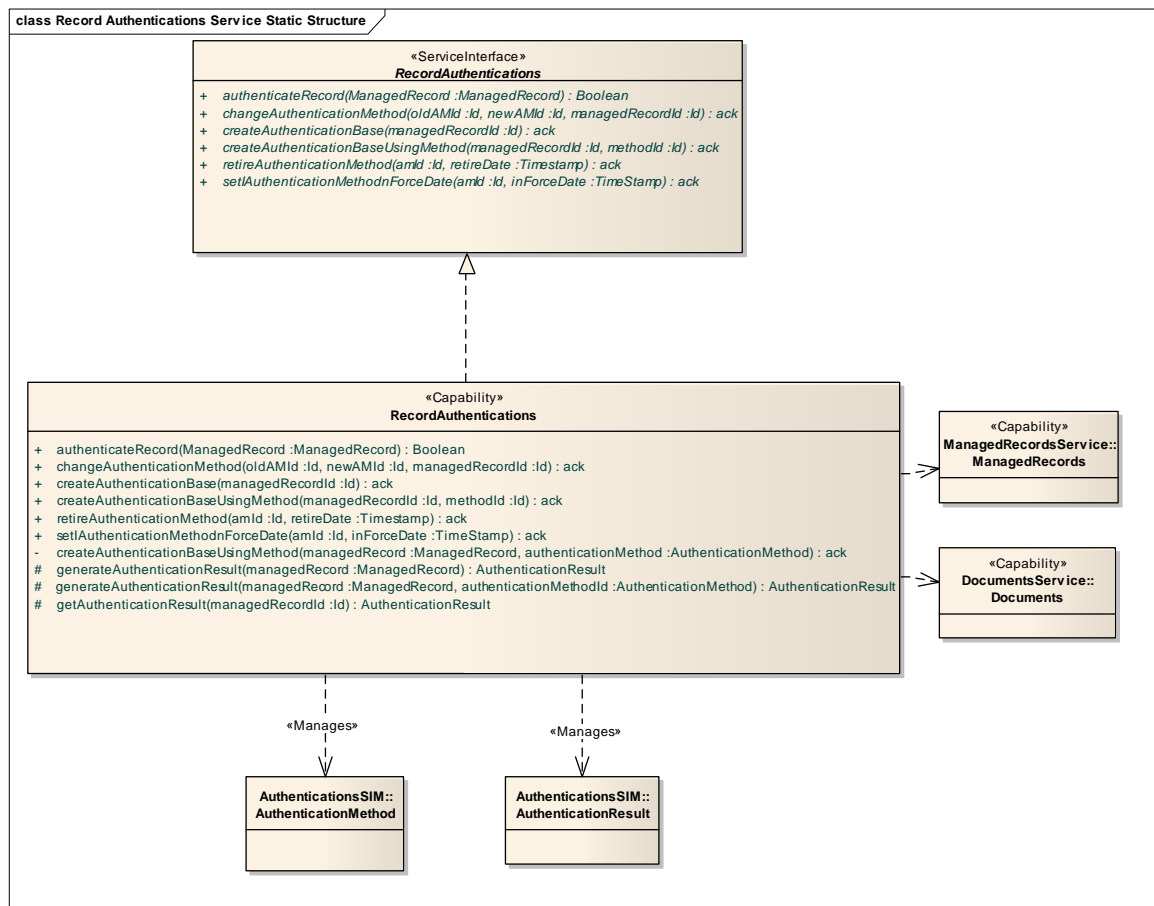 class Record Authentications Service Static Structure
«ServiceInterface»
RecordAuthentications
+ authenticateRecord(ManagedRecord :ManagedRecord) : Boolean
+ changeAuthenticationMethod(oldAMId :Id, newAMId :Id, managedRecordId :Id) : ack
+ createAuthenticationBase(managedRecordId :Id) : ack
+ createAuthenticationBaseUsingMethod(managedRecordId :Id, methodId :Id) : ack
+ retireAuthenticationMethod(amId :Id, retireDate :Timestamp) : ack
+ setIAuthenticationMethodnForceDate(amId :Id, inForceDate :TimeStamp) : ack
«Capability»
RecordAuthentications
+ authenticateRecord(ManagedRecord :ManagedRecord) : Boolean
+ changeAuthenticationMethod(oldAMId :Id, newAMId :Id, managedRecordId :Id) : ack
+ createAuthenticationBase(managedRecordId :Id) : ack
+ createAuthenticationBaseUsingMethod(managedRecordId :Id, methodId :Id) : ack
+ retireAuthenticationMethod(amId :Id, retireDate :Timestamp) : ack
+ setIAuthenticationMethodnForceDate(amId :Id, inForceDate :TimeStamp) : ack
- createAuthenticationBaseUsingMethod(managedRecord :ManagedRecord, authenticationMethod :AuthenticationMethod) : ack
# generateAuthenticationResult(managedRecord :ManagedRecord) : AuthenticationResult
# generateAuthenticationResult(managedRecord :ManagedRecord, authenticationMethodId :AuthenticationMethod) : AuthenticationResult
# getAuthenticationResult(managedRecordId :Id) : AuthenticationResult
«Capability»
ManagedRecordsService::
ManagedRecords
«Capability»
DocumentsService::
Documents
«Manages»
«Manages»
AuthenticationsSIM::
AuthenticationMethod
AuthenticationsSIM::
AuthenticationResult